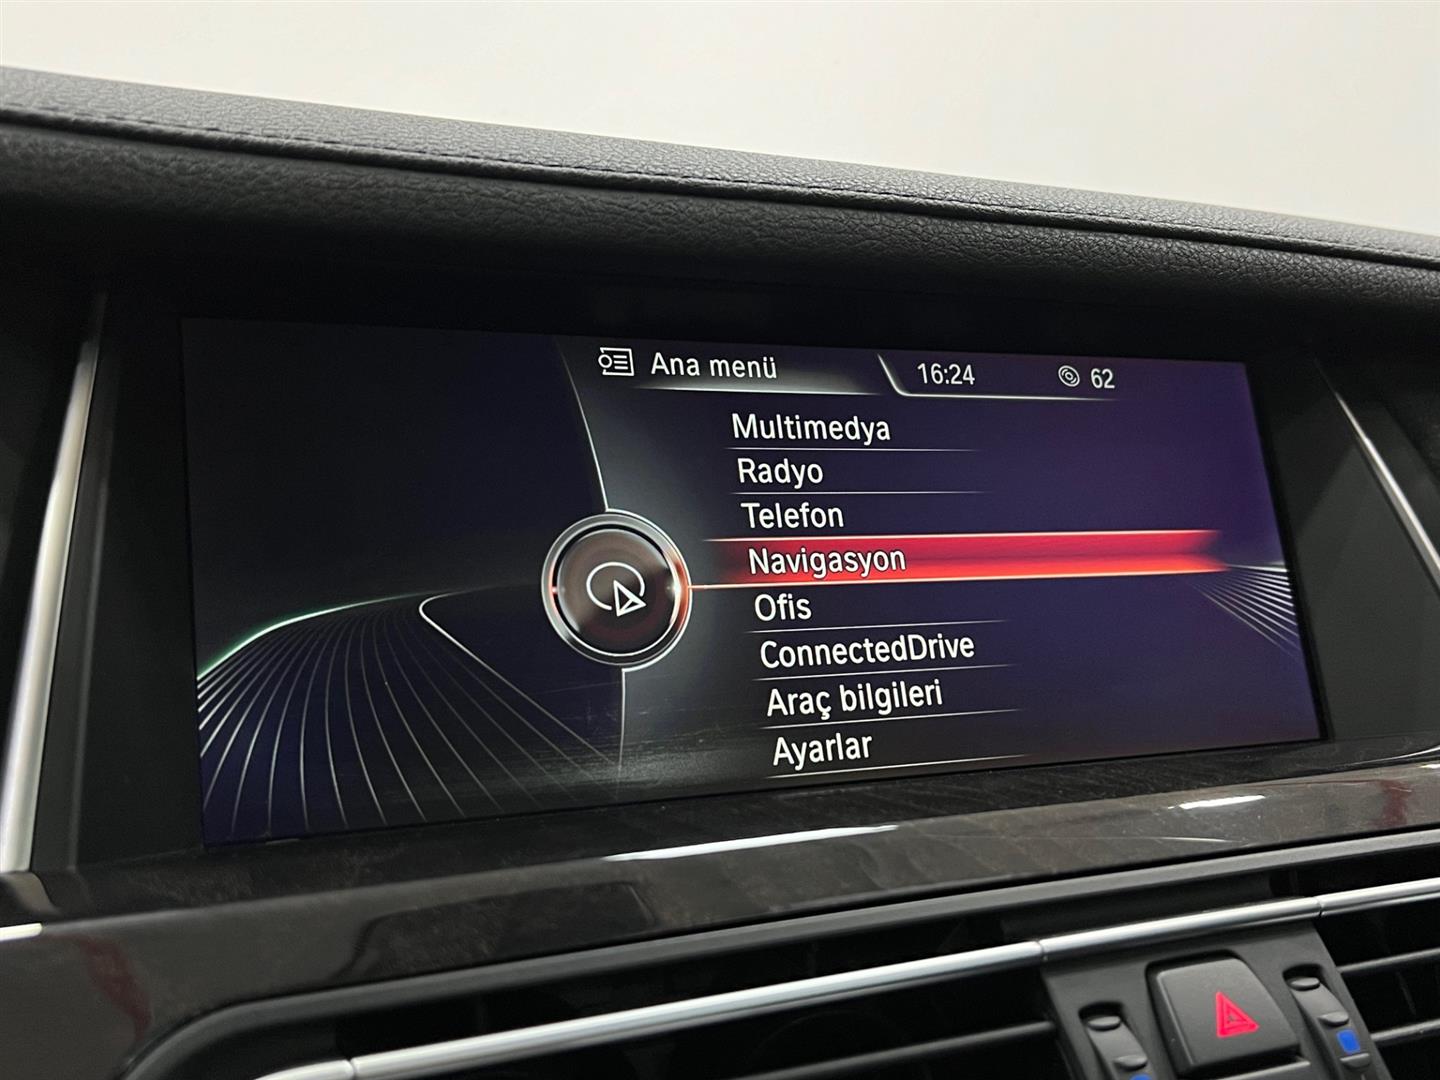 Ana menü 16:24 62
Multimedya
Radyo
Telefon
Navigasyon
Ofis
ConnectedDrive
Araç bilgileri
Ayarlar